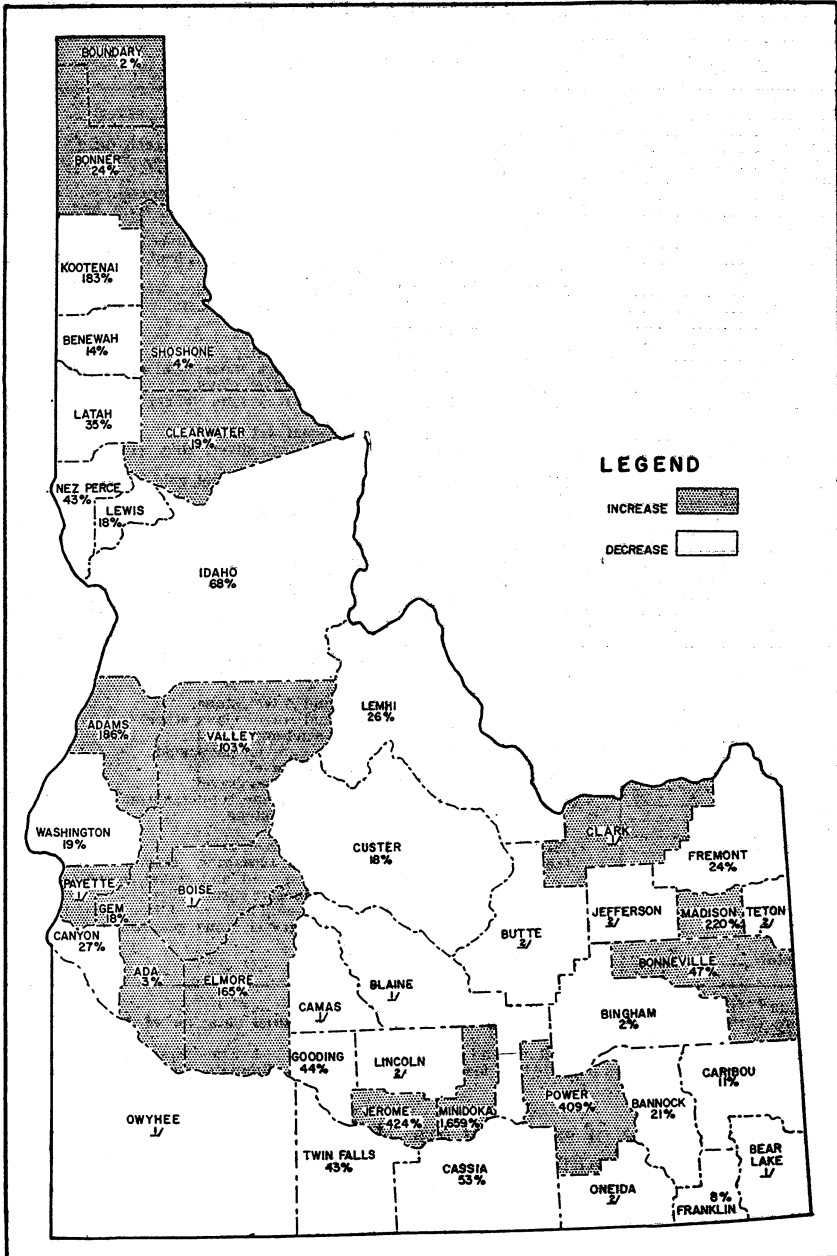 BOUNDARY
2%
BONNER
24%
KOOTENAI
183%
BENEWAH
14%
SHOSHONE
4%
LATAH
35%
CLEARWATER
19%
NEZ PERCE
43%
LEWIS
18%
LEGEND
INCREASE
DECREASE
IDAHO
68%
LEMHI
26%
ADAMS
186%
VALLEY
103%
WASHINGTON
19%
CUSTER
18%
CLARK
1/
FREMONT
24%
PAYETTE
1/
GEM
18%
BOISE
1/
CANYON
27%
BUTTE
2/
JEFFERSON
2/
MADISON
220%
TETON
2/
ADA
3%
ELMORE
165%
CAMAS
1/
BLAINE
1/
BONNEVILLE
47%
BINGHAM
2%
GOODING
44%
LINCOLN
2/
CARIBOU
11%
OWYHEE
1/
JEROME
424%
MINIDOKA
1,659%
POWER
409%
BANNOCK
21%
TWIN FALLS
43%
CASSIA
53%
ONEIDA
2/
BEAR
LAKE
1/
8%
FRANKLIN